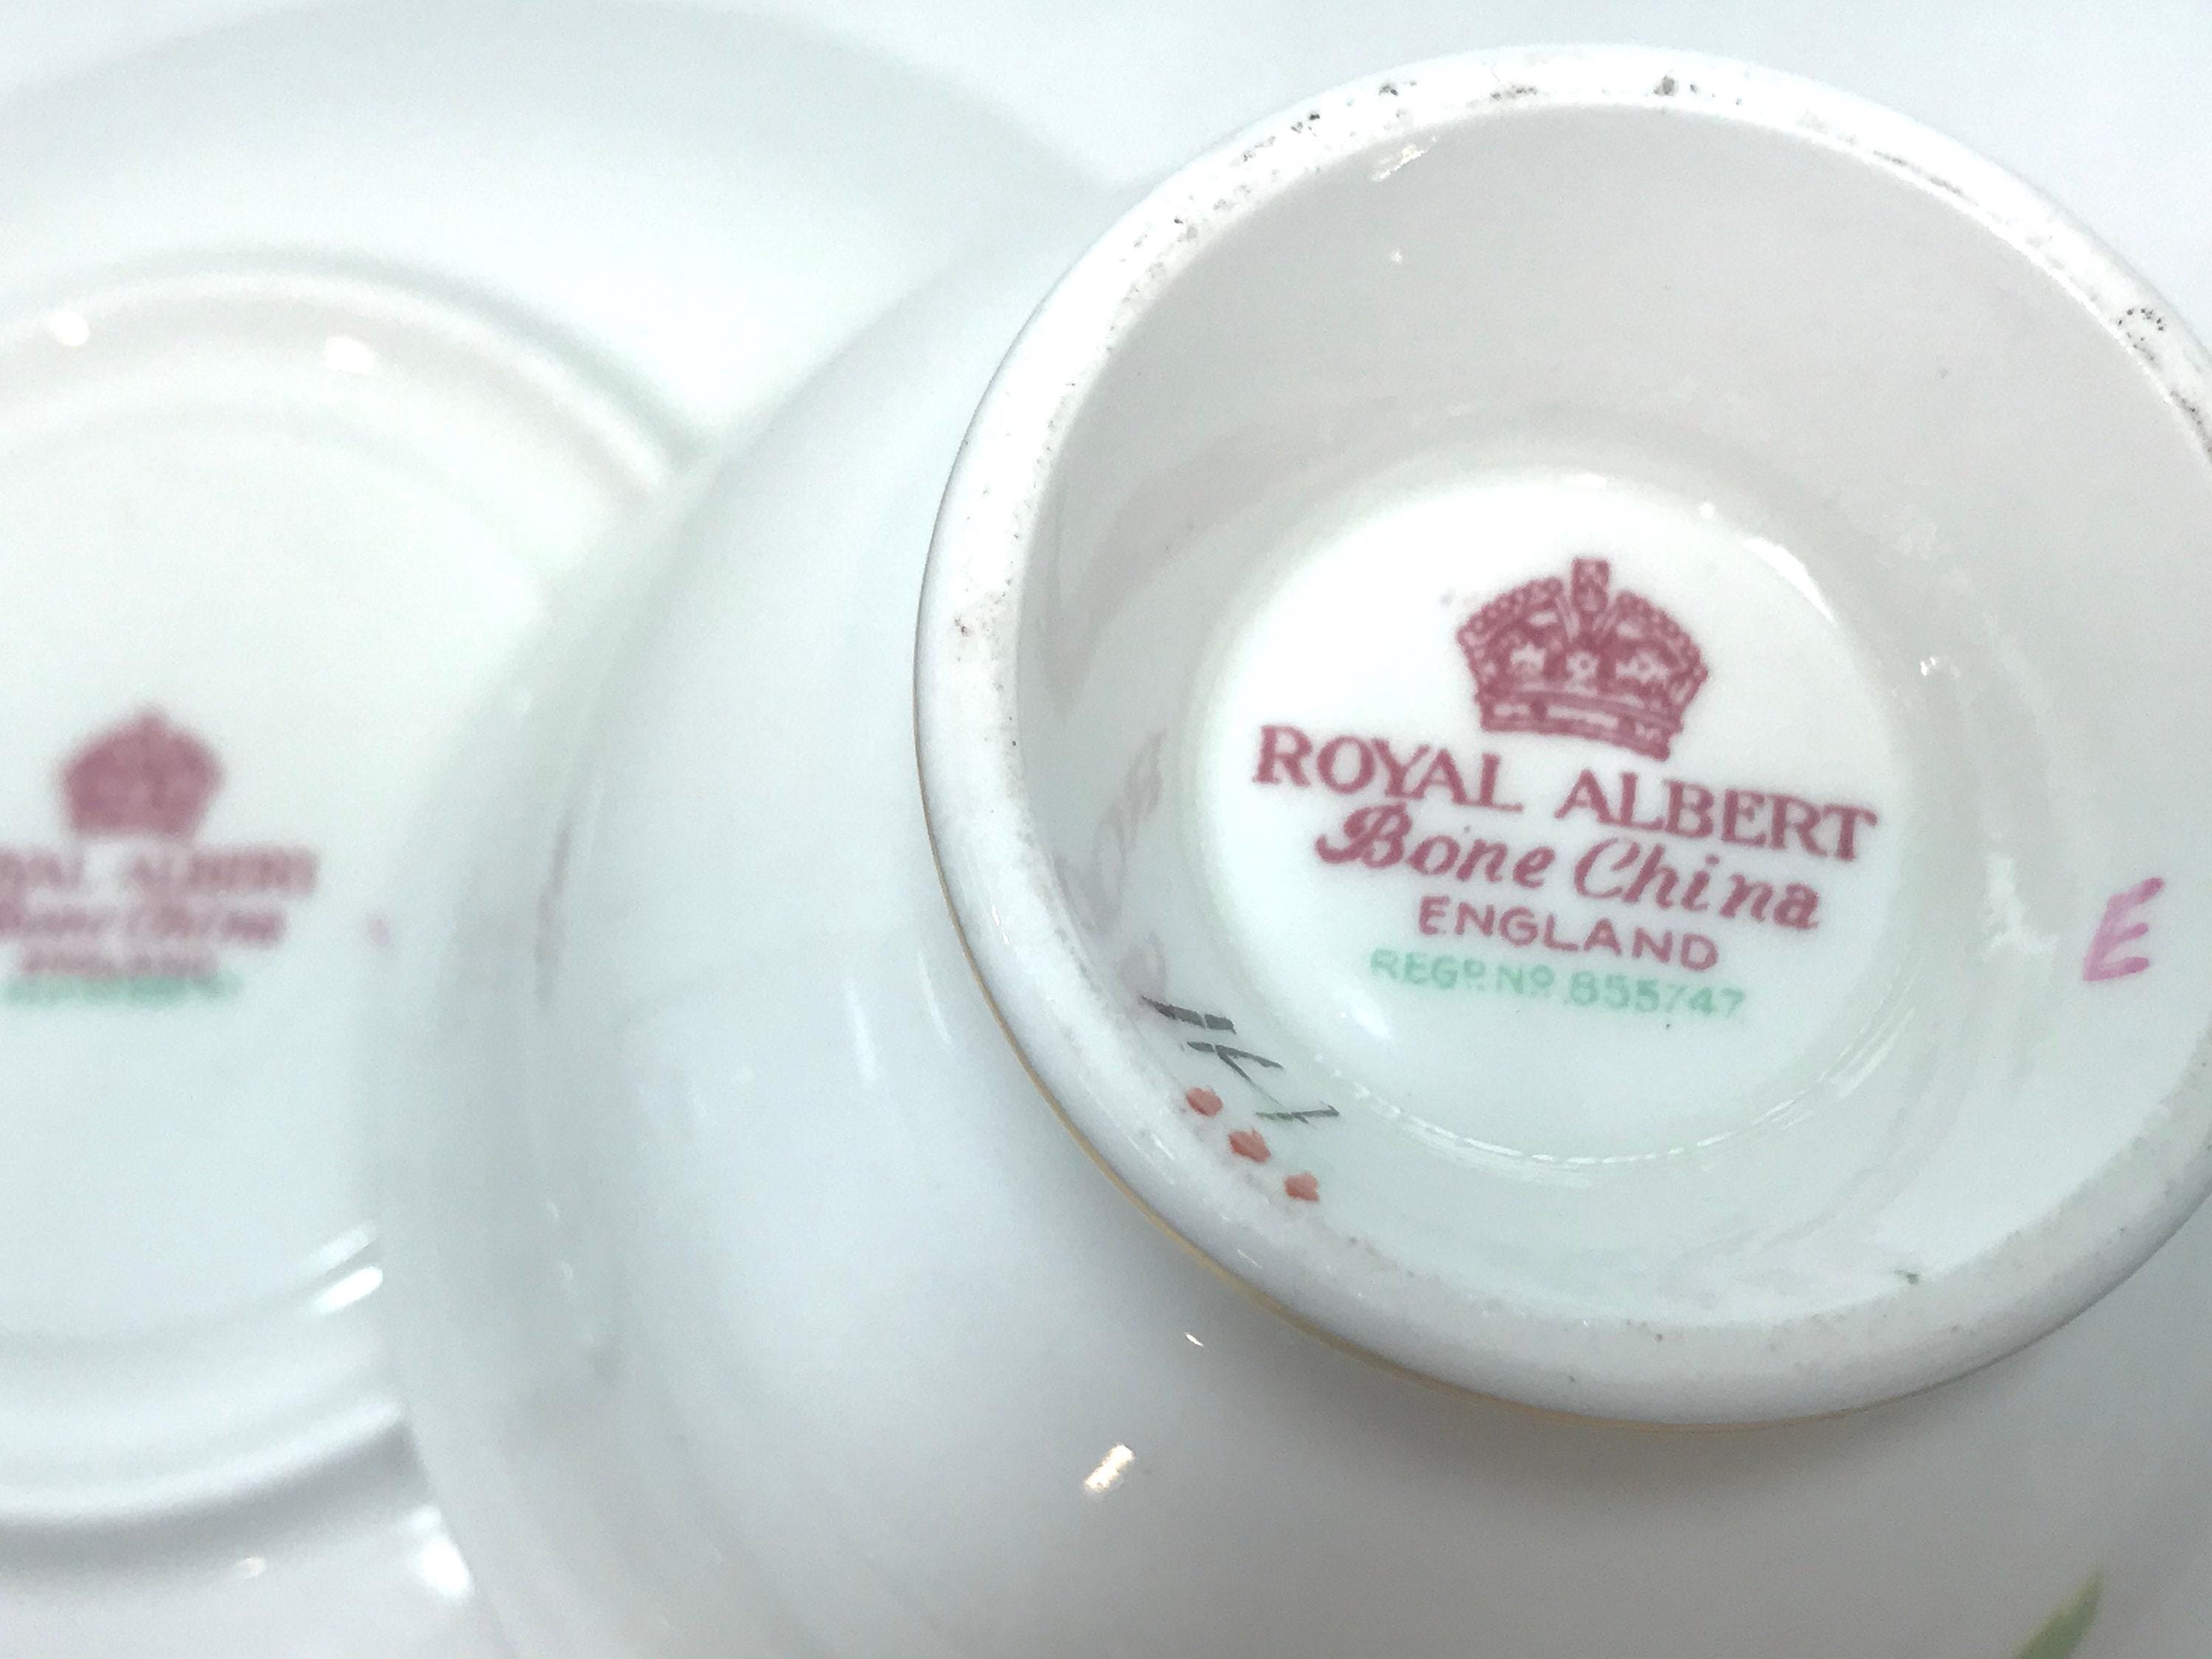 ROYAL ALBERT
Bone China
ENGLAND
REGD. NO. 855747
E